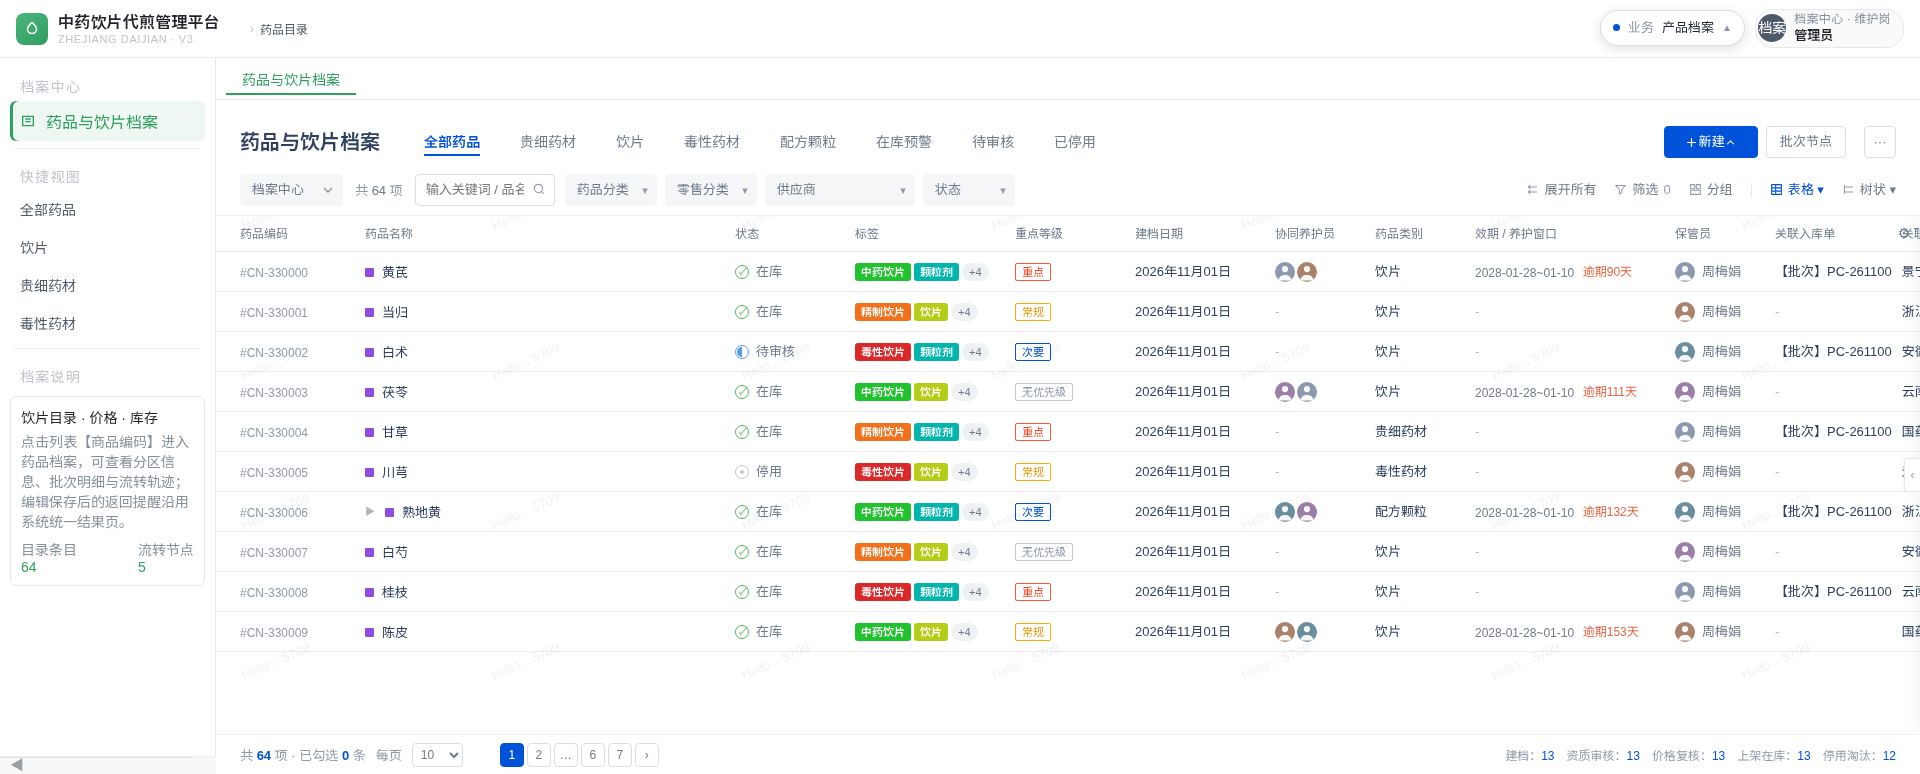 中药饮片代煎管理平台
ZHEJIANG DAIJIAN · V3
› 药品目录
业务 产品档案 ▲
档案
档案中心 · 维护岗
管理员
档案中心
药品与饮片档案
快捷视图
全部药品
饮片
贵细药材
毒性药材
档案说明
饮片目录 · 价格 · 库存
点击列表【商品编码】进入
药品档案，可查看分区信
息、批次明细与流转轨迹；
编辑保存后的返回提醒沿用
系统统一结果页。
目录条目 流转节点
64 5
药品与饮片档案
药品与饮片档案 全部药品 贵细药材 饮片 毒性药材 配方颗粒 在库预警 待审核 已停用
新建 批次节点 ···
档案中心 共 64 项 输入关键词 / 品名 药品分类 ▾ 零售分类 ▾ 供应商 ▾ 状态 ▾
展开所有 筛选 0 分组 表格 ▾ 树状 ▾
药品编码 药品名称 状态 标签 重点等级 建档日期 协同养护员 药品类别 效期 / 养护窗口 保管员 关联入库单
#CN-330000 黄芪 在库 中药饮片 颗粒剂 +4 重点 2026年11月01日 饮片 2028-01-28~01-10 逾期90天 周梅娟 【批次】PC-261100 景宁
#CN-330001 当归 在库 精制饮片 饮片 +4 常规 2026年11月01日 - 饮片 - 周梅娟 - 浙江
#CN-330002 白术 待审核 毒性饮片 颗粒剂 +4 次要 2026年11月01日 - 饮片 - 周梅娟 【批次】PC-261100 安徽
#CN-330003 茯苓 在库 中药饮片 饮片 +4 无优先级 2026年11月01日 饮片 2028-01-28~01-10 逾期111天 周梅娟 - 云南
#CN-330004 甘草 在库 精制饮片 颗粒剂 +4 重点 2026年11月01日 - 贵细药材 - 周梅娟 【批次】PC-261100 国药
#CN-330005 川芎 停用 毒性饮片 饮片 +4 常规 2026年11月01日 - 毒性药材 - 周梅娟 -
#CN-330006 ▶ 熟地黄 在库 中药饮片 颗粒剂 +4 次要 2026年11月01日 配方颗粒 2028-01-28~01-10 逾期132天 周梅娟 【批次】PC-261100 浙江
#CN-330007 白芍 在库 精制饮片 饮片 +4 无优先级 2026年11月01日 - 饮片 - 周梅娟 - 安徽
#CN-330008 桂枝 在库 毒性饮片 颗粒剂 +4 重点 2026年11月01日 - 饮片 - 周梅娟 【批次】PC-261100 云南
#CN-330009 陈皮 在库 中药饮片 饮片 +4 常规 2026年11月01日 饮片 2028-01-28~01-10 逾期153天 周梅娟 - 国药
Hello... 5709
共 64 项 · 已勾选 0 条 每页 10 1 2 … 6 7 ›
建档：13 资质审核：13 价格复核：13 上架在库：13 停用淘汰：12